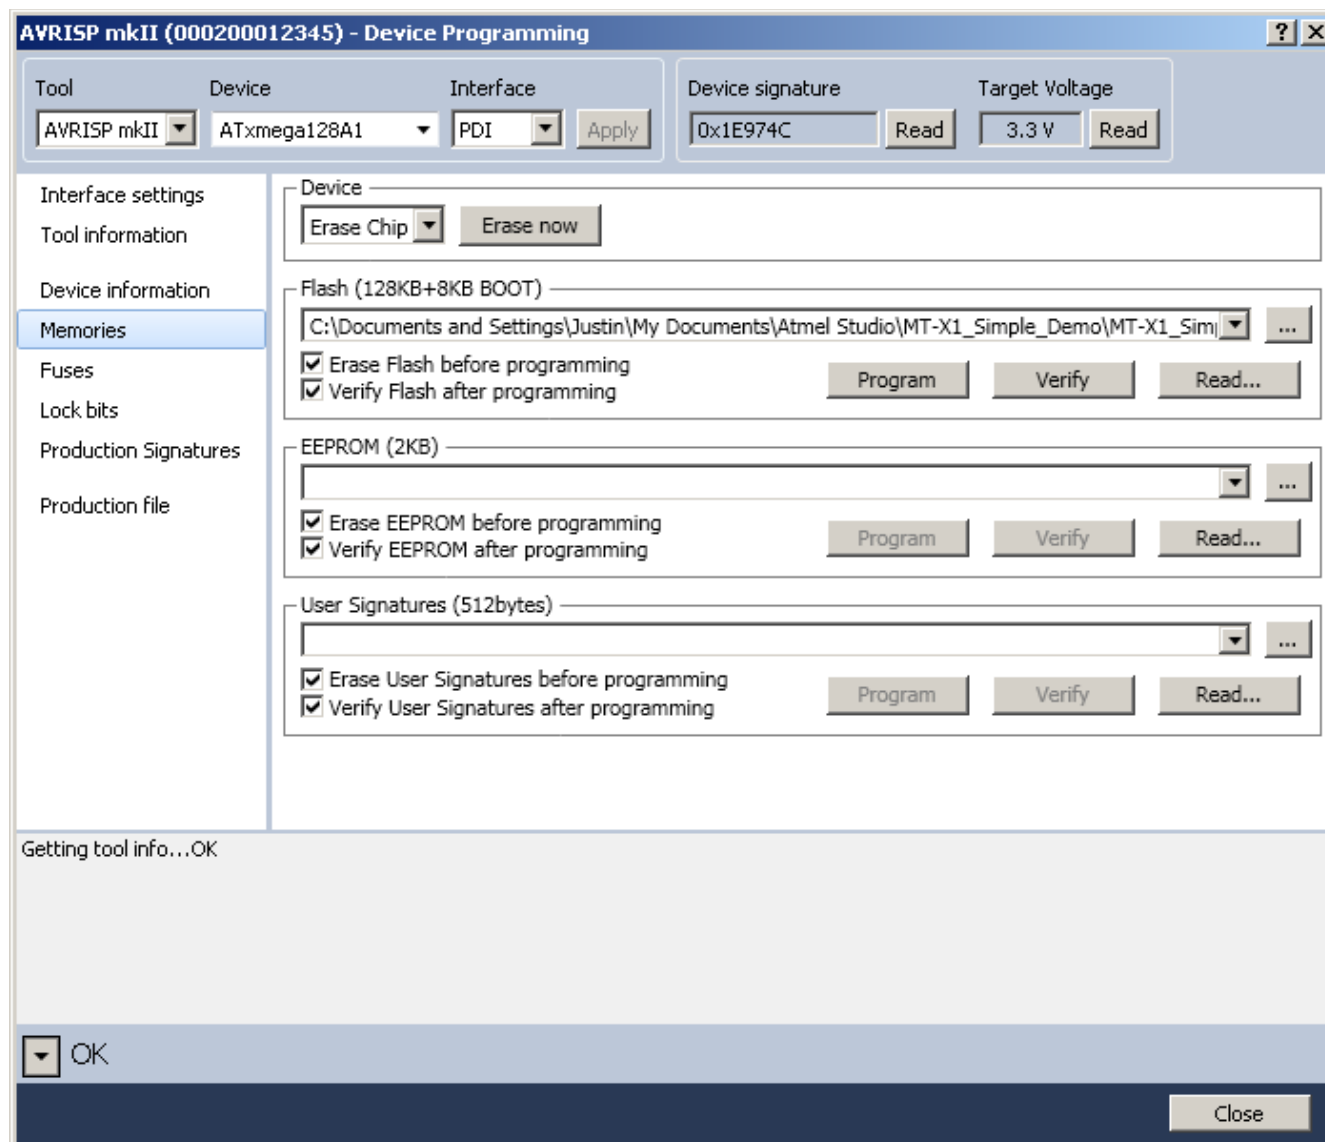 AVRISP mkII (000200012345) - Device Programming
Tool Device Interface Device signature Target Voltage
AVRISP mkII ATxmega128A1 PDI Apply 0x1E974C Read 3.3 V Read
Interface settings
Tool information
Device information
Memories
Fuses
Lock bits
Production Signatures
Production file
Device
Erase Chip Erase now
Flash (128KB+8KB BOOT)
C:\Documents and Settings\Justin\My Documents\Atmel Studio\MT-X1_Simple_Demo\MT-X1_Simp ...
Erase Flash before programming
Verify Flash after programming
Program Verify Read...
EEPROM (2KB)
...
Erase EEPROM before programming
Verify EEPROM after programming
Program Verify Read...
User Signatures (512bytes)
...
Erase User Signatures before programming
Verify User Signatures after programming
Program Verify Read...
Getting tool info...OK
OK
Close